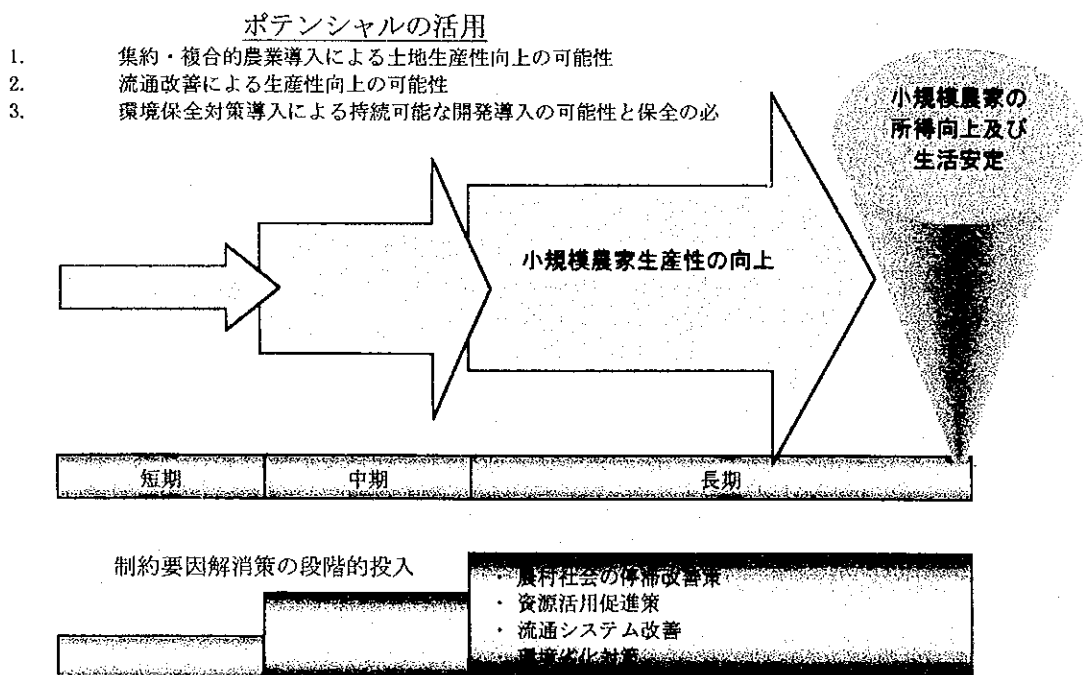 ポテンシャルの活用
1. 集約・複合的農業導入による土地生産性向上の可能性
2. 流通改善による生産性向上の可能性
3. 環境保全対策導入による持続可能な開発導入の可能性と保全の必
小規模農家の
所得向上及び
生活安定
小規模農家生産性の向上
短期
中期
長期
制約要因解消策の段階的投入
・ 農村社会の停滞改善策
・ 資源活用促進策
・ 流通システム改善
・ 環境劣化対策